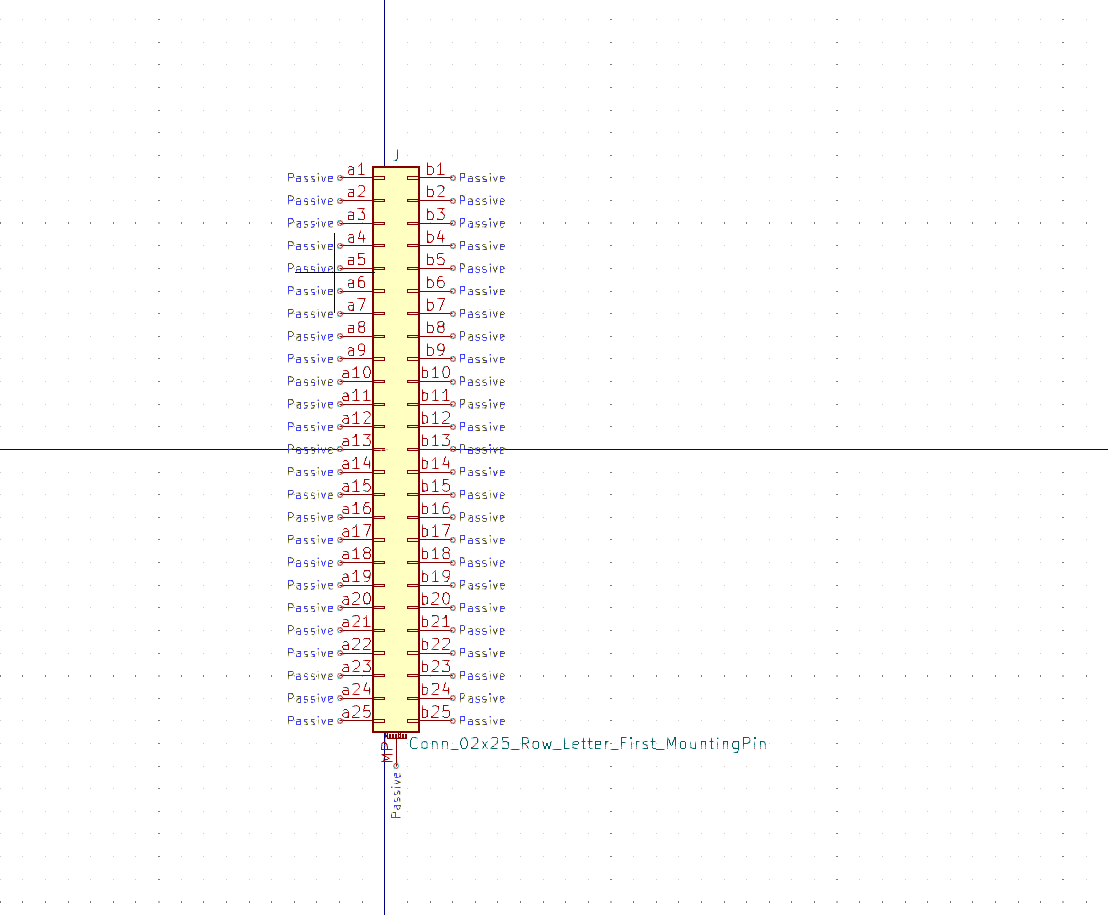 J
Passive a1 b1 Passive
Passive a2 b2 Passive
Passive a3 b3 Passive
Passive a4 b4 Passive
Passive a5 b5 Passive
Passive a6 b6 Passive
Passive a7 b7 Passive
Passive a8 b8 Passive
Passive a9 b9 Passive
Passive a10 b10 Passive
Passive a11 b11 Passive
Passive a12 b12 Passive
Passive a13 b13 Passive
Passive a14 b14 Passive
Passive a15 b15 Passive
Passive a16 b16 Passive
Passive a17 b17 Passive
Passive a18 b18 Passive
Passive a19 b19 Passive
Passive a20 b20 Passive
Passive a21 b21 Passive
Passive a22 b22 Passive
Passive a23 b23 Passive
Passive a24 b24 Passive
Passive a25 b25 Passive
MP Conn_02x25_Row_Letter_First_MountingPin
Passive